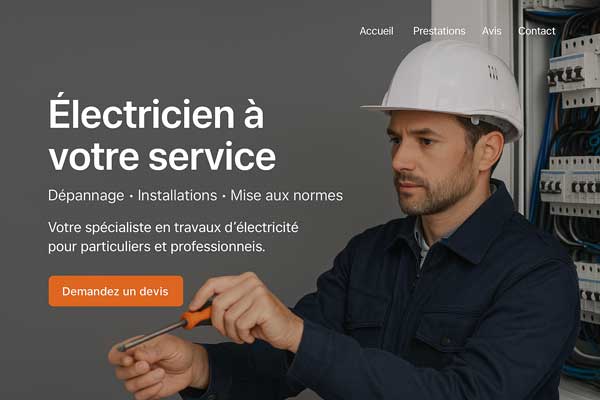 Accueil Prestations Avis Contact
Électricien à
votre service
Dépannage • Installations • Mise aux normes
Votre spécialiste en travaux d'électricité
pour particuliers et professionneis.
Demandez un devis